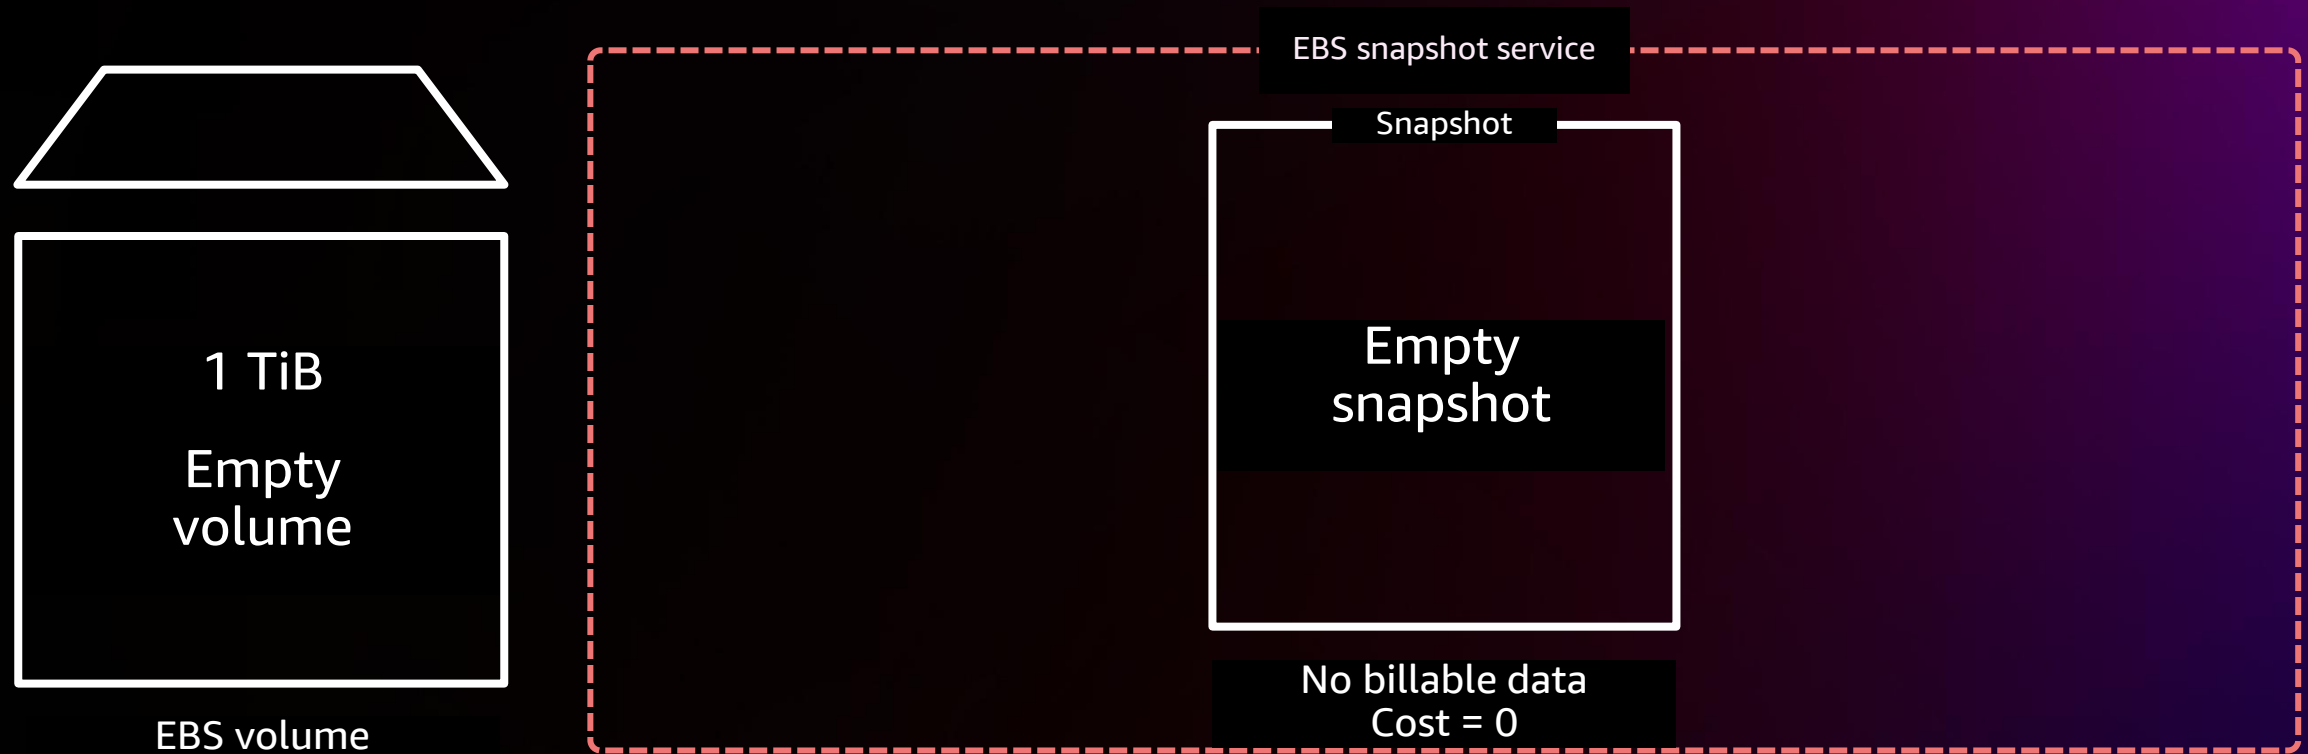 EBS snapshot service
Snapshot
1 TiB
Empty
volume
EBS volume
Empty
snapshot
No billable data
Cost = 0